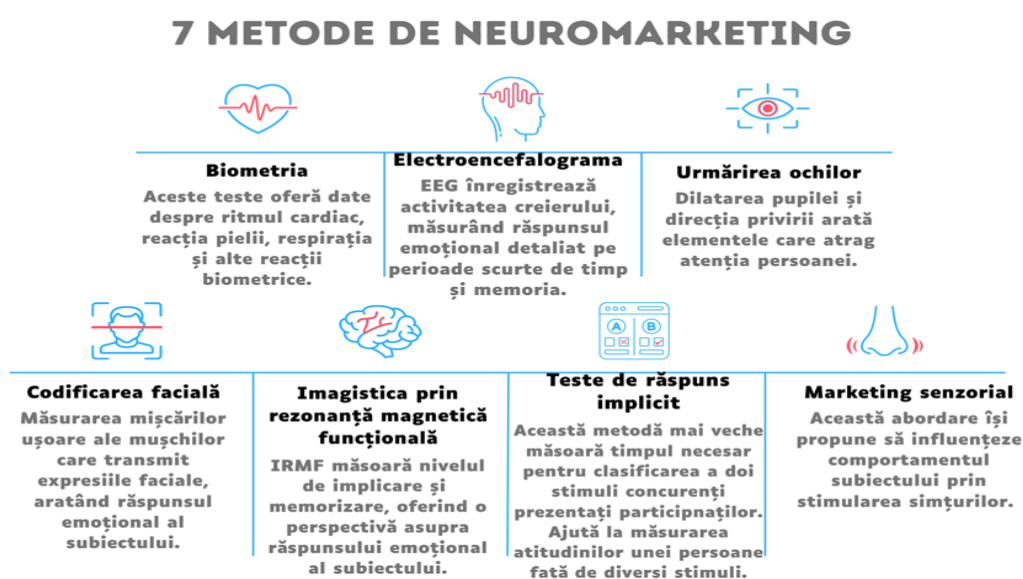 7 METODE DE NEUROMARKETING
Biometria
Aceste teste oferă date
despre ritmul cardiac,
reacția pielii, respirația
și alte reacții
biometrice.
Electroencefalograma
EEG înregistrează
activitatea creierului,
măsurând răspunsul
emoțional detaliat pe
perioade scurte de timp
și memoria.
Urmărirea ochilor
Dilatarea pupilei și
direcția privirii arată
elementele care atrag
atenția persoanei.
Codificarea facială
Măsurarea mișcărilor
ușoare ale mușchilor
care transmit
expresiile faciale,
aratând răspunsul
emoțional al
subiectului.
Imagistica prin
rezonanță magnetică
funcțională
IRMF măsoară nivelul
de implicare și
memorizare, oferind o
perspectivă asupra
răspunsului emoțional
al subiectului.
A B
Teste de răspuns
implicit
Această metodă mai veche
măsoară timpul necesar
pentru clasificarea a doi
stimuli concurenți
prezentați participnaților.
Ajută la măsurarea
atitudinilor unei persoane
fată de diverși stimuli.
Marketing senzorial
Această abordare își
propune să influențeze
comportamentul
subiectului prin
stimularea simțurilor.